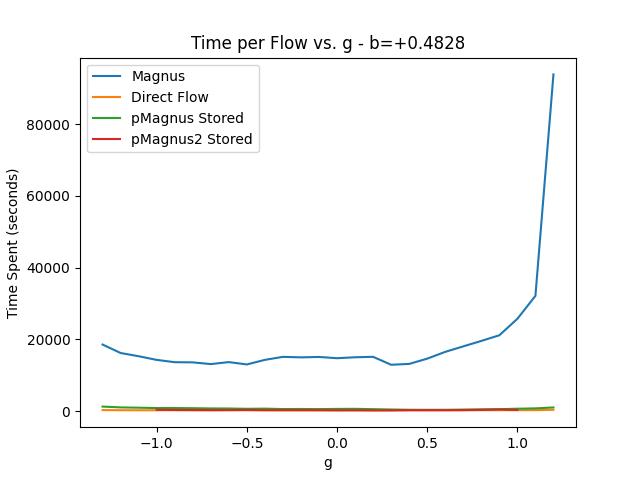 Time per Flow vs. g - b=+0.4828
Magnus
Direct Flow
pMagnus Stored
pMagnus2 Stored
Time Spent (seconds)
80000
60000
40000
20000
0
−1.0 −0.5 0.0 0.5 1.0
g